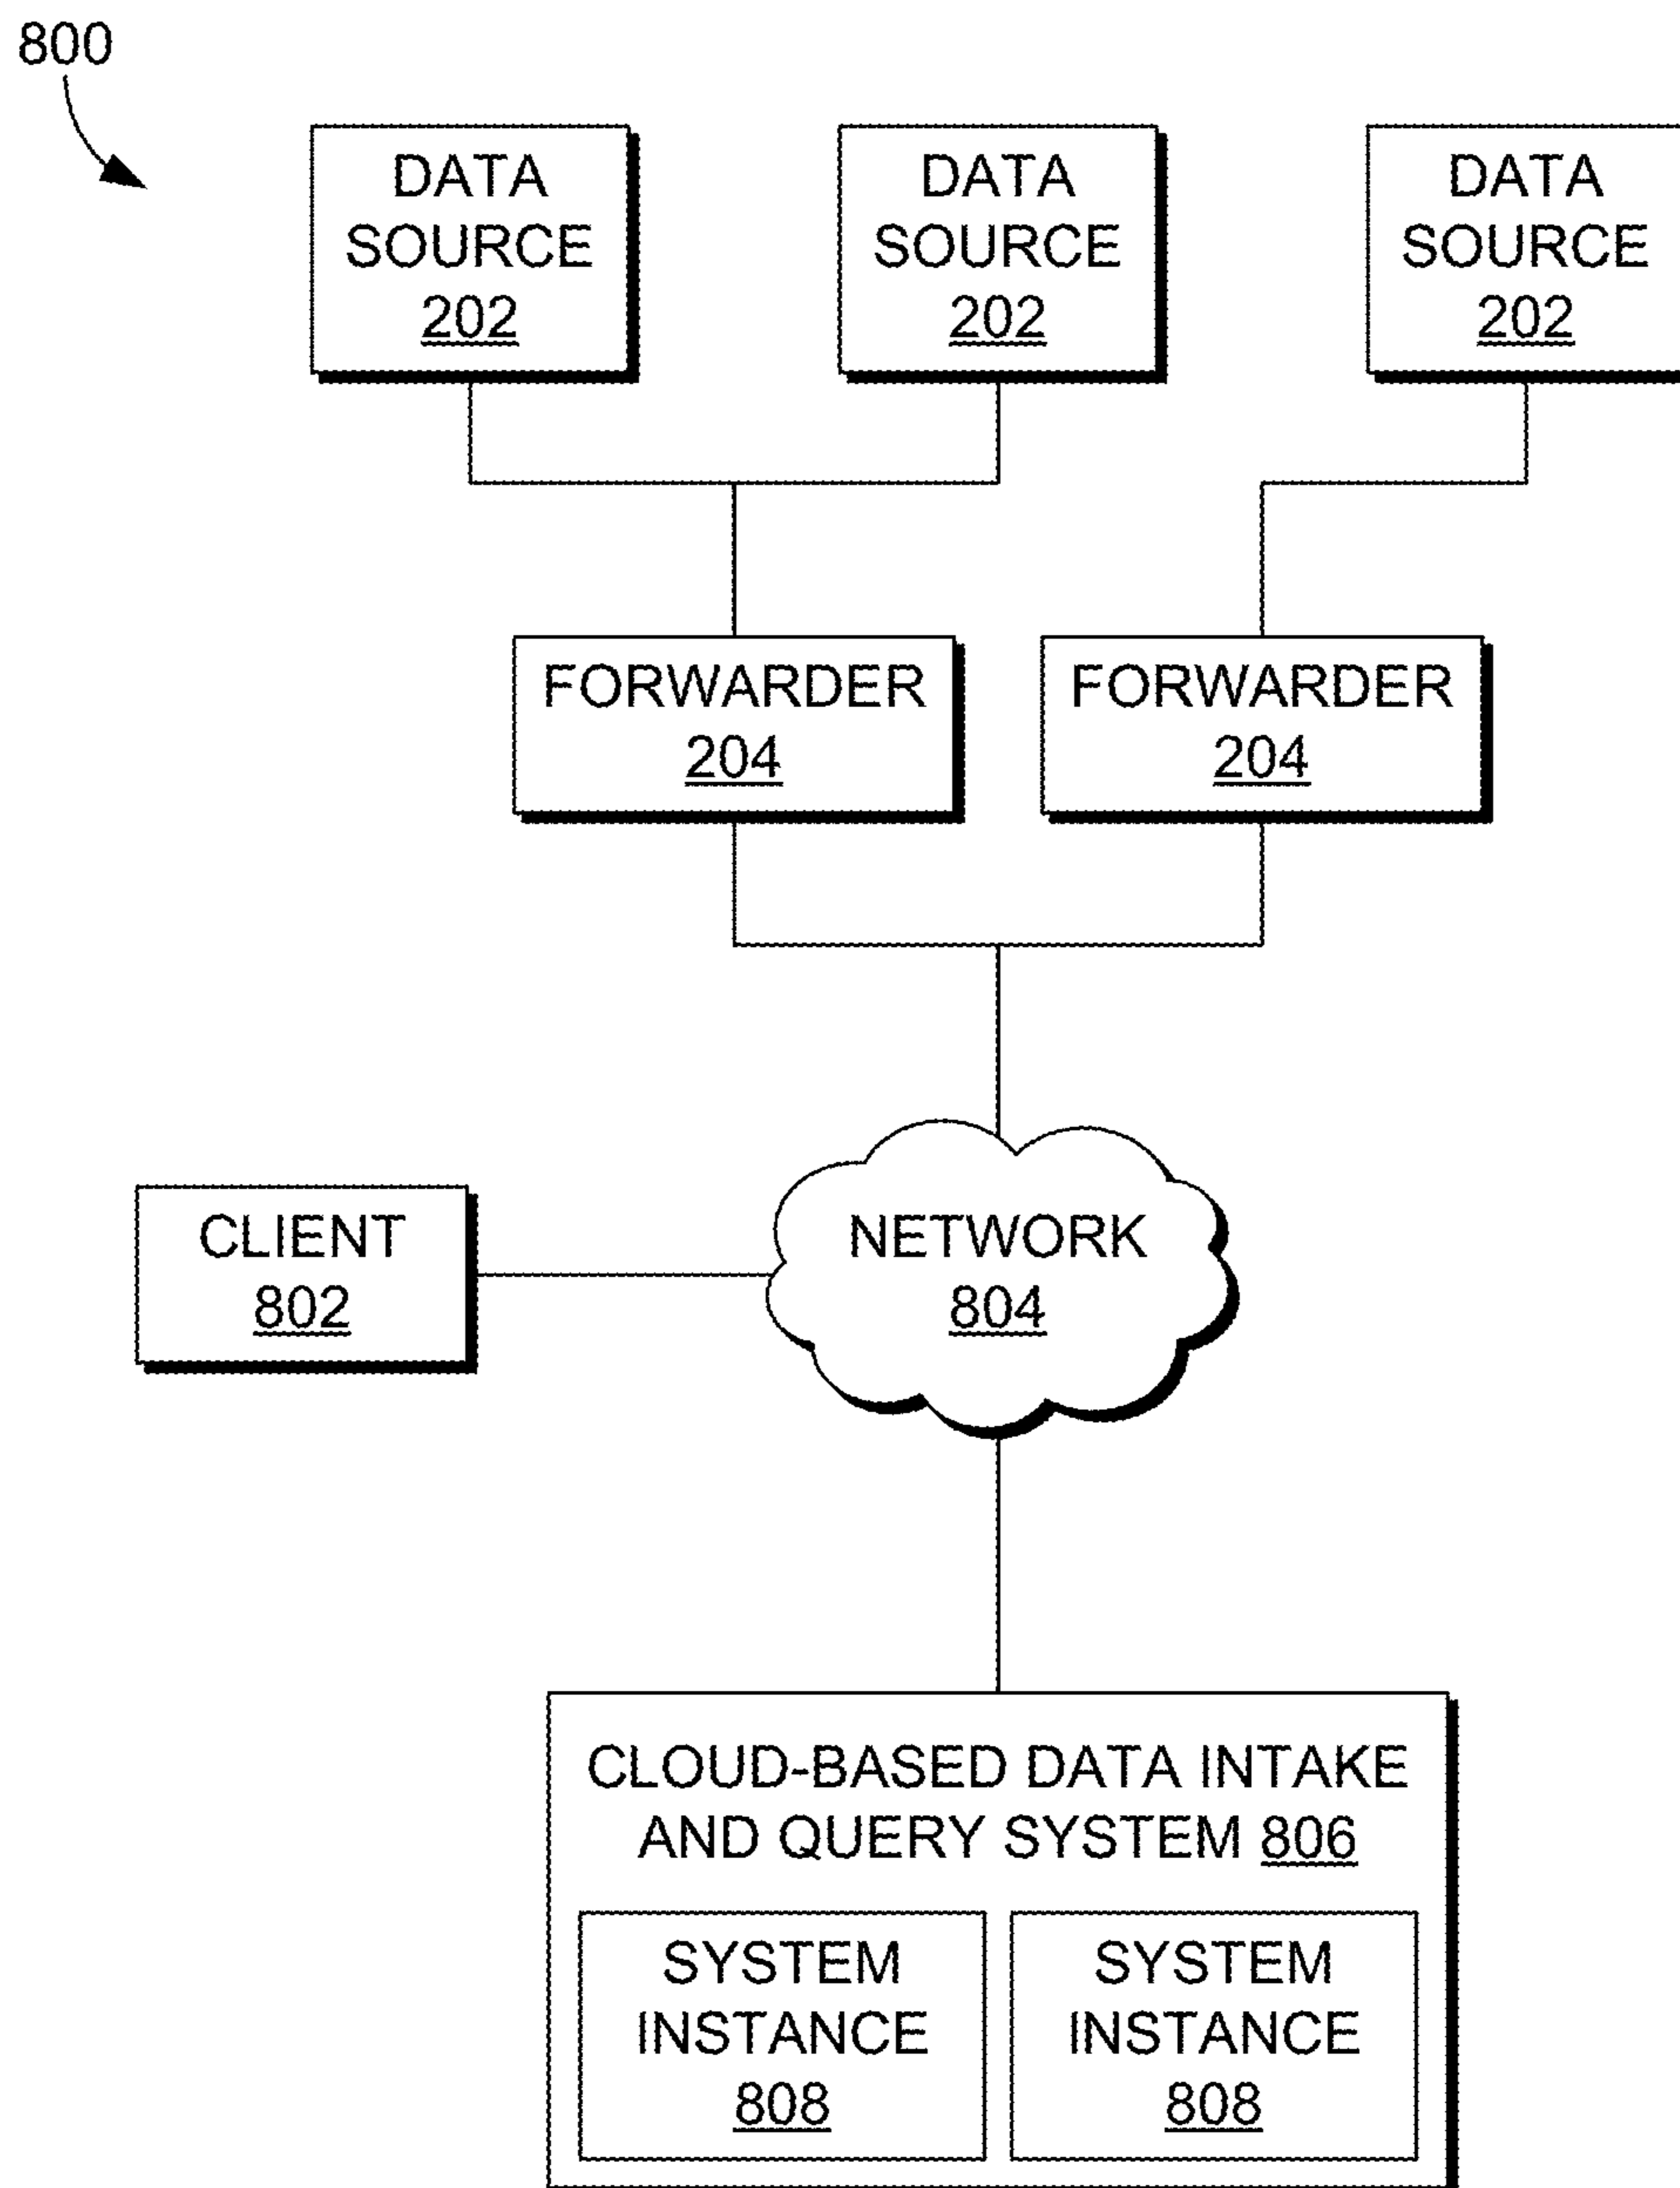 800
DATA
SOURCE
202
DATA
SOURCE
202
DATA
SOURCE
202
FORWARDER
204
FORWARDER
204
CLIENT
802
NETWORK
804
CLOUD-BASED DATA INTAKE
AND QUERY SYSTEM 806
SYSTEM
INSTANCE
808
SYSTEM
INSTANCE
808